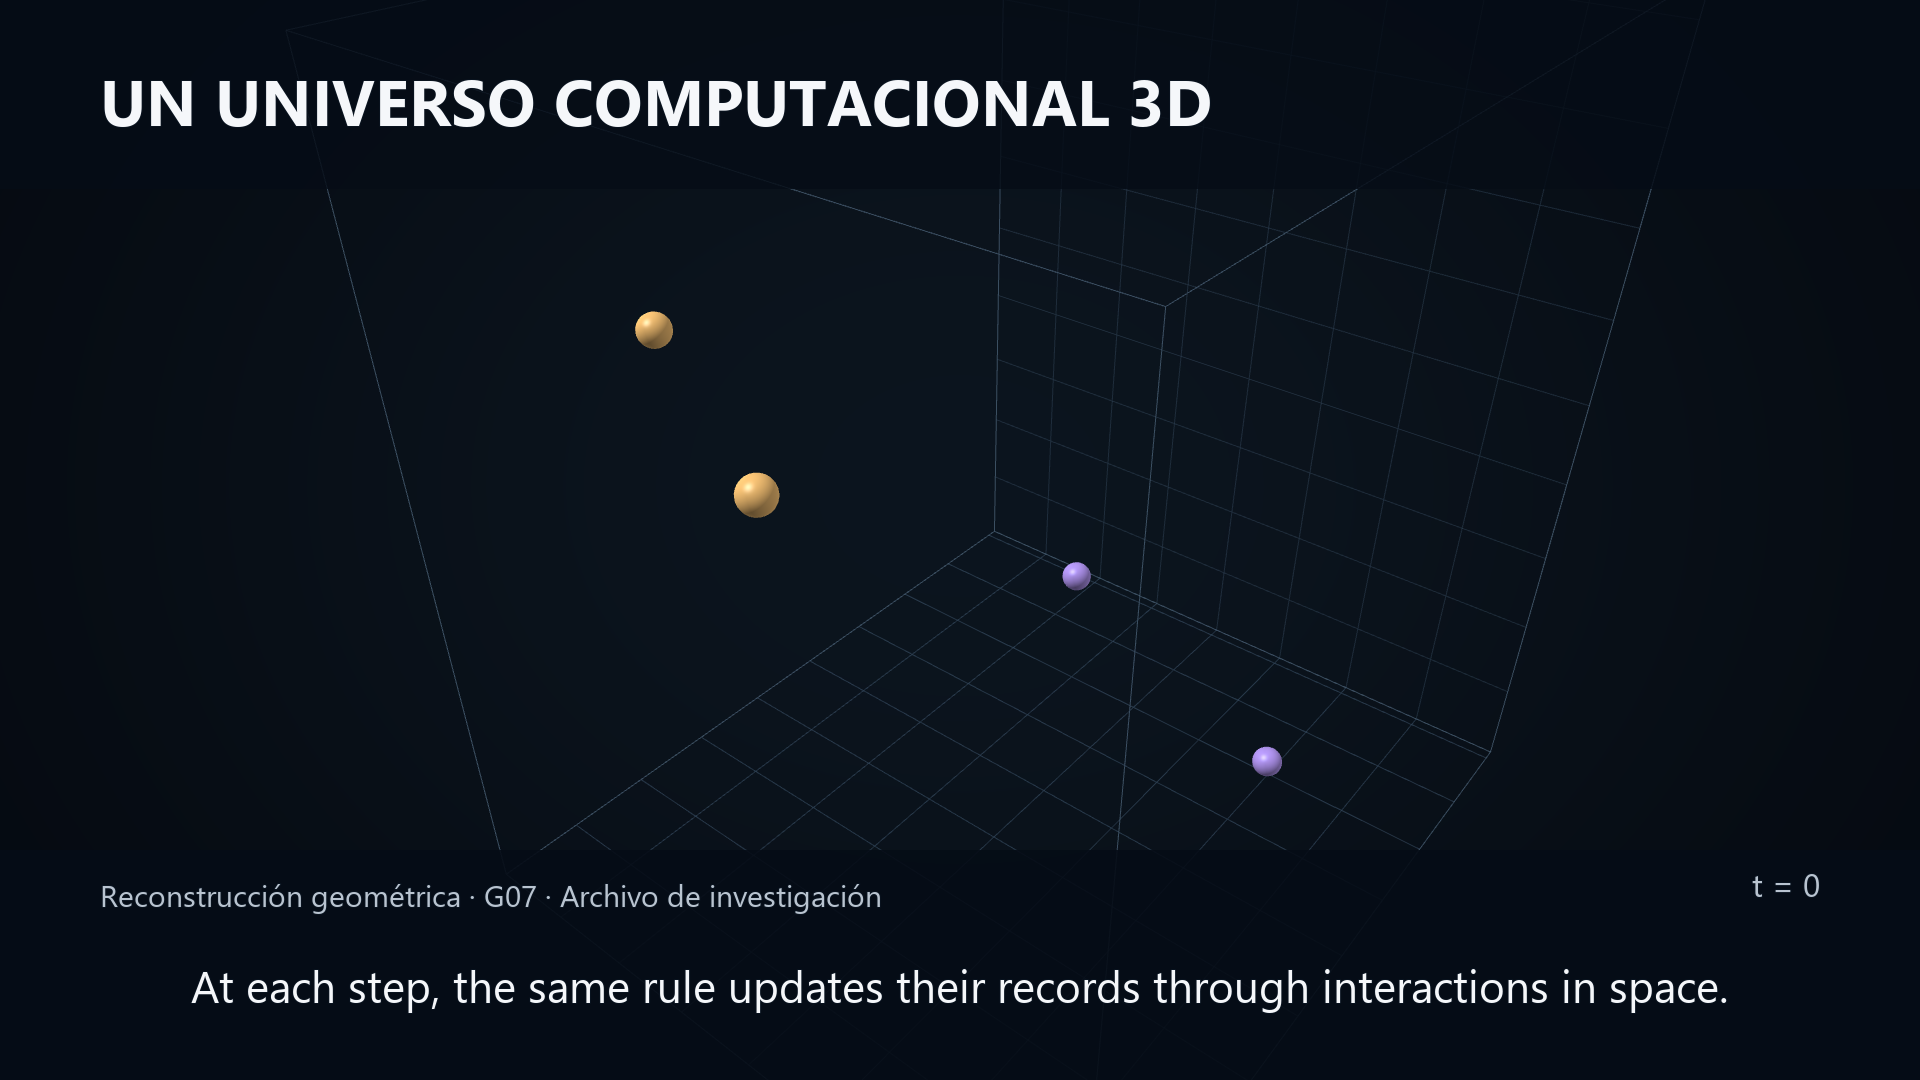 UN UNIVERSO COMPUTACIONAL 3D
Reconstrucción geométrica · G07 · Archivo de investigación
t = 0
At each step, the same rule updates their records through interactions in space.